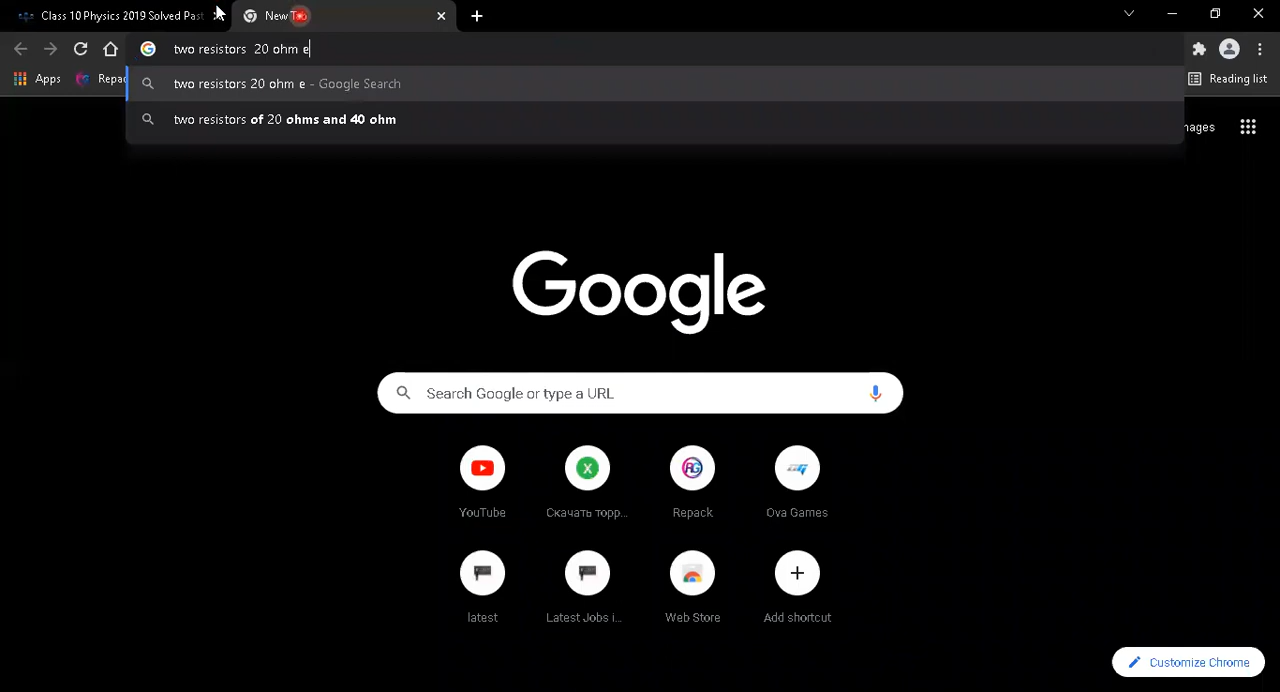 Class 10 Physics 2019 Solved Past
New Tab
two resistors  20 ohm e
Apps
Repac
Reading list
two resistors 20 ohm e - Google Search
two resistors of 20 ohms and 40 ohm
Google
Search Google or type a URL
YouTube
Скачать торр...
Repack
Ova Games
latest
Latest Jobs i...
Web Store
Add shortcut
Customize Chrome